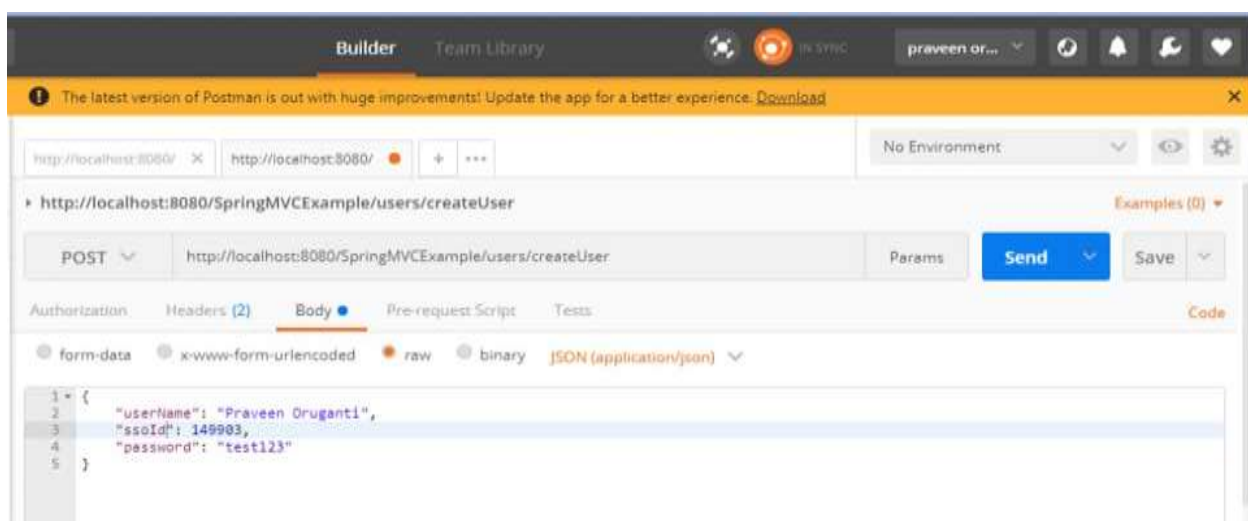 Builder Team Library IN SYNC praveen or...
The latest version of Postman is out with huge improvements! Update the app for a better experience. Download
http://localhost:8080/ http://localhost:8080/ No Environment
http://localhost:8080/SpringMVCExample/users/createUser Examples (0)
POST http://localhost:8080/SpringMVCExample/users/createUser Params Send Save
Authorization Headers (2) Body Pre-request Script Tests Code
form-data x-www-form-urlencoded raw binary JSON (application/json)
1 {
2 "userName": "Praveen Oruganti",
3 "ssoId": 149903,
4 "password": "test123"
5 }